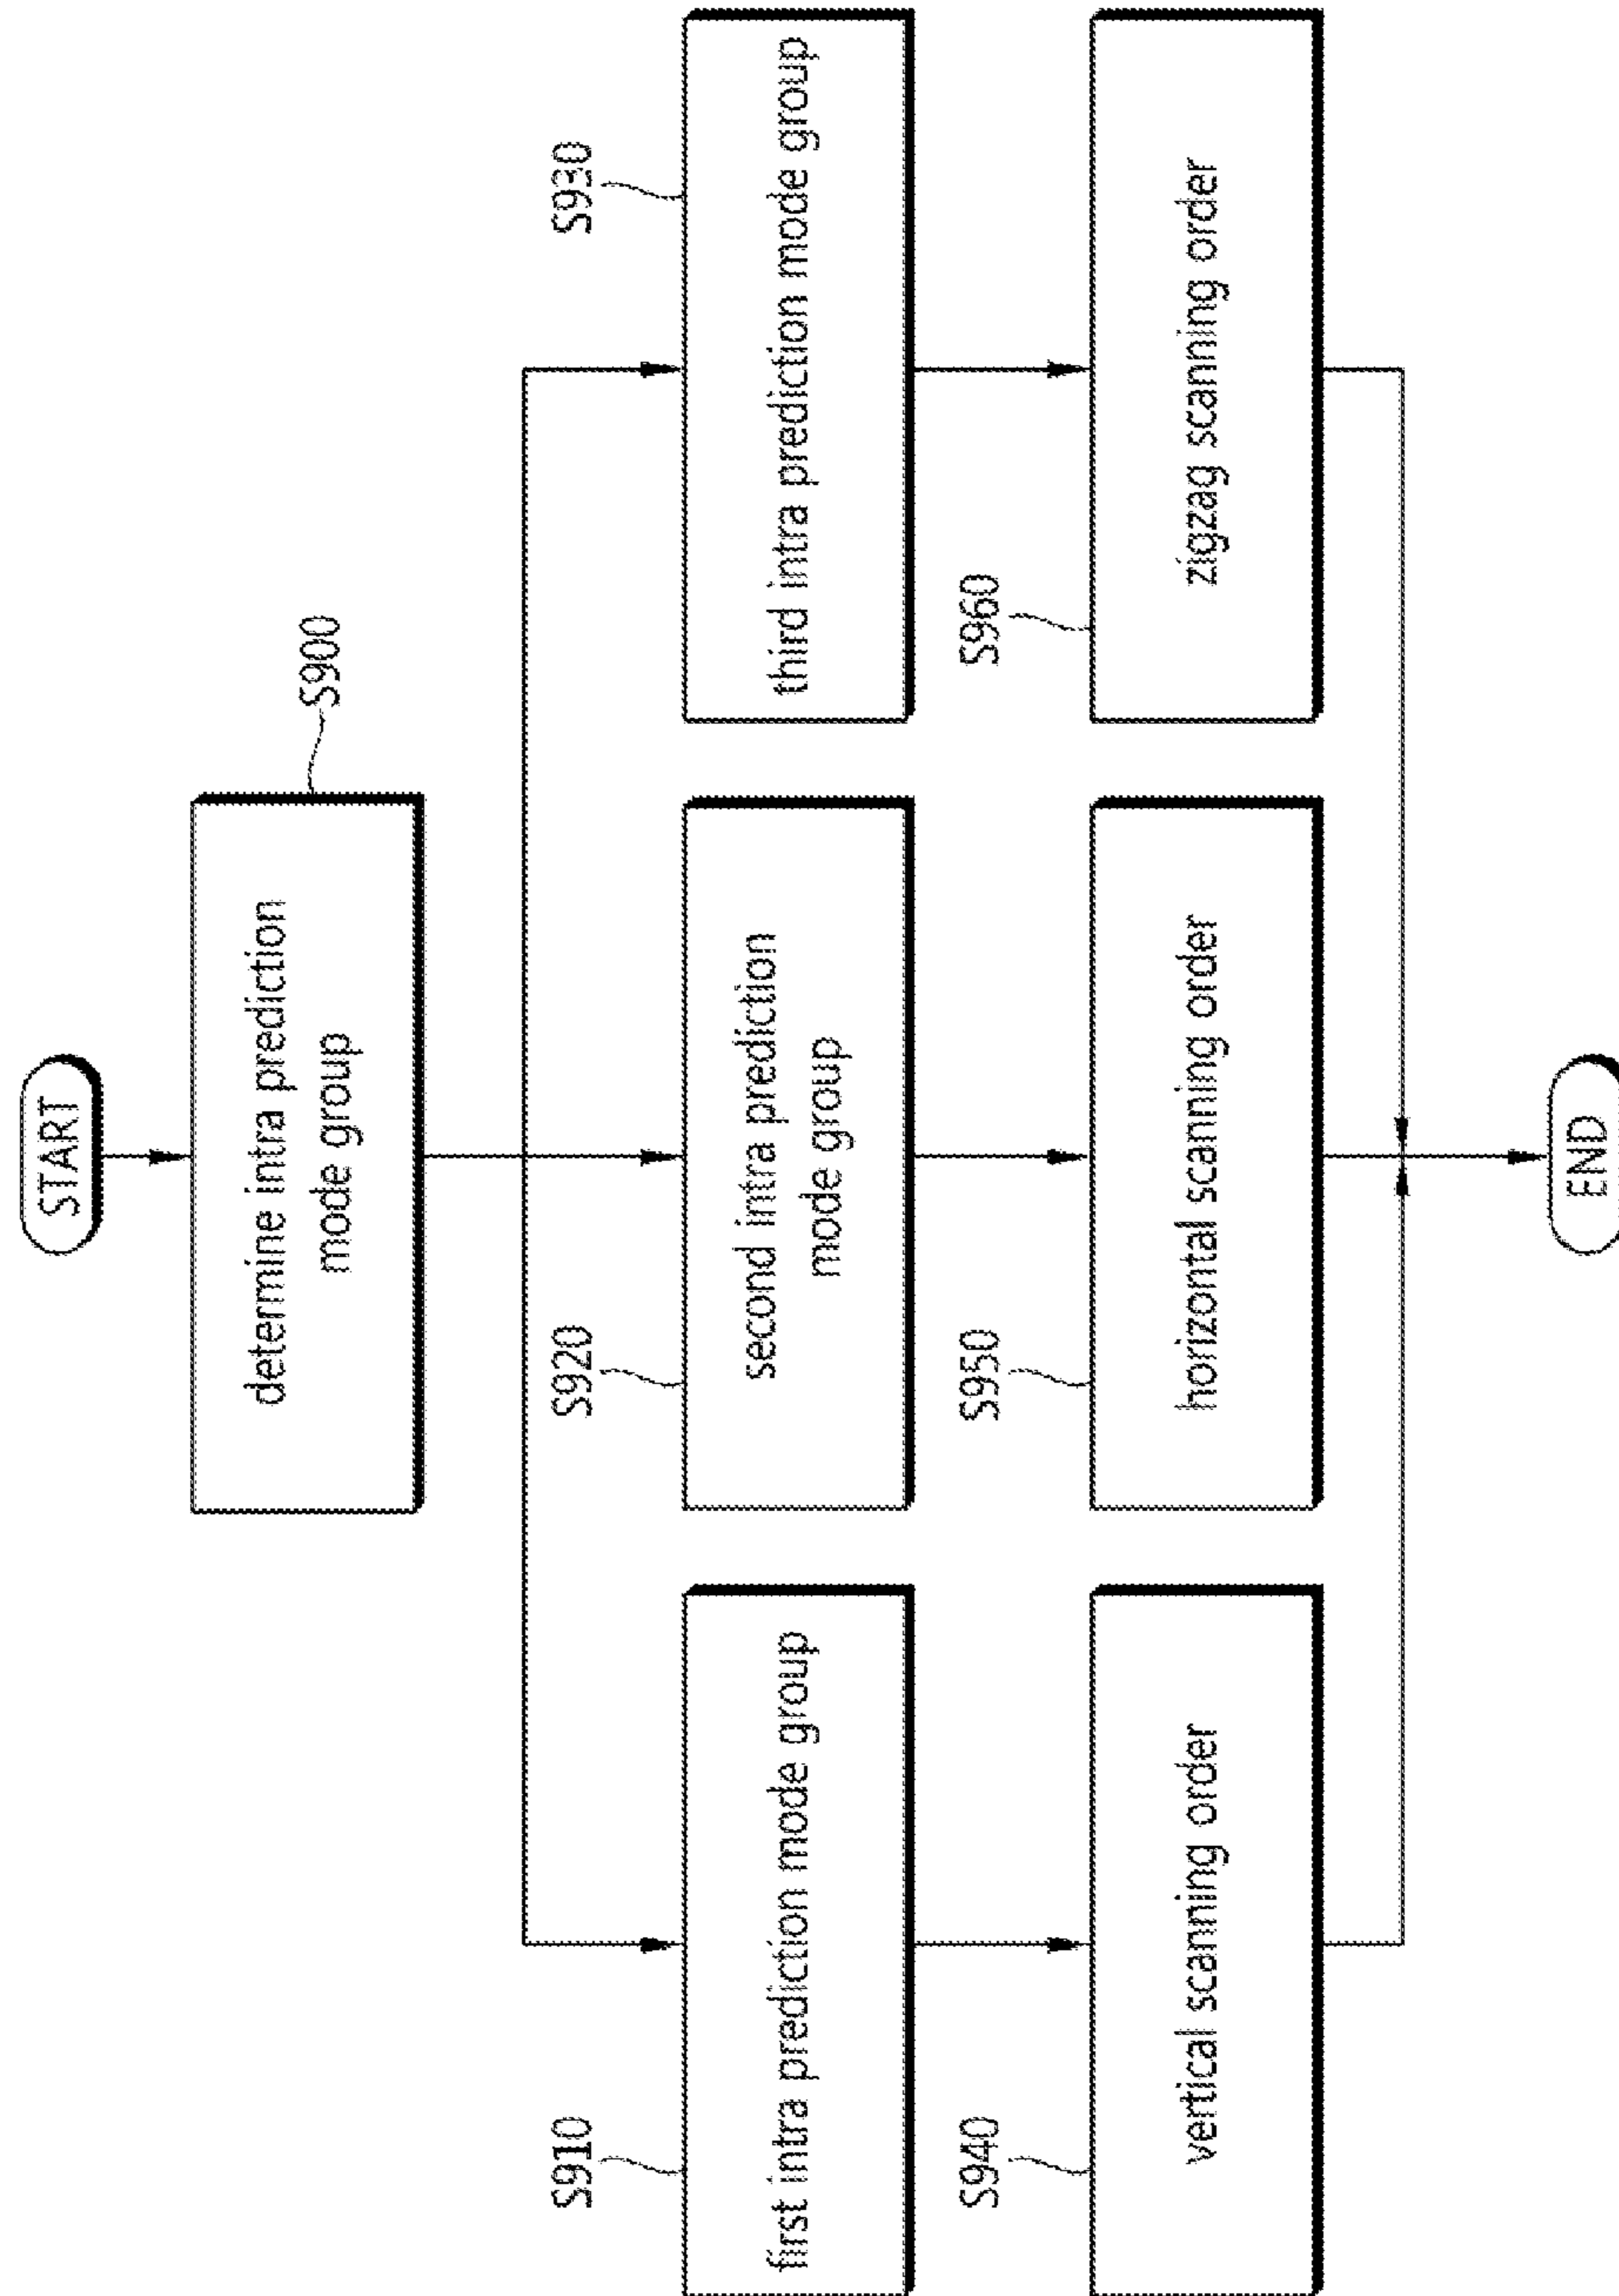 START
determine intra prediction
mode group
S900
S910
first intra prediction mode group
S920
second intra prediction
mode group
S930
third intra prediction mode group
S940
vertical scanning order
S950
horizontal scanning order
S960
zigzag scanning order
END